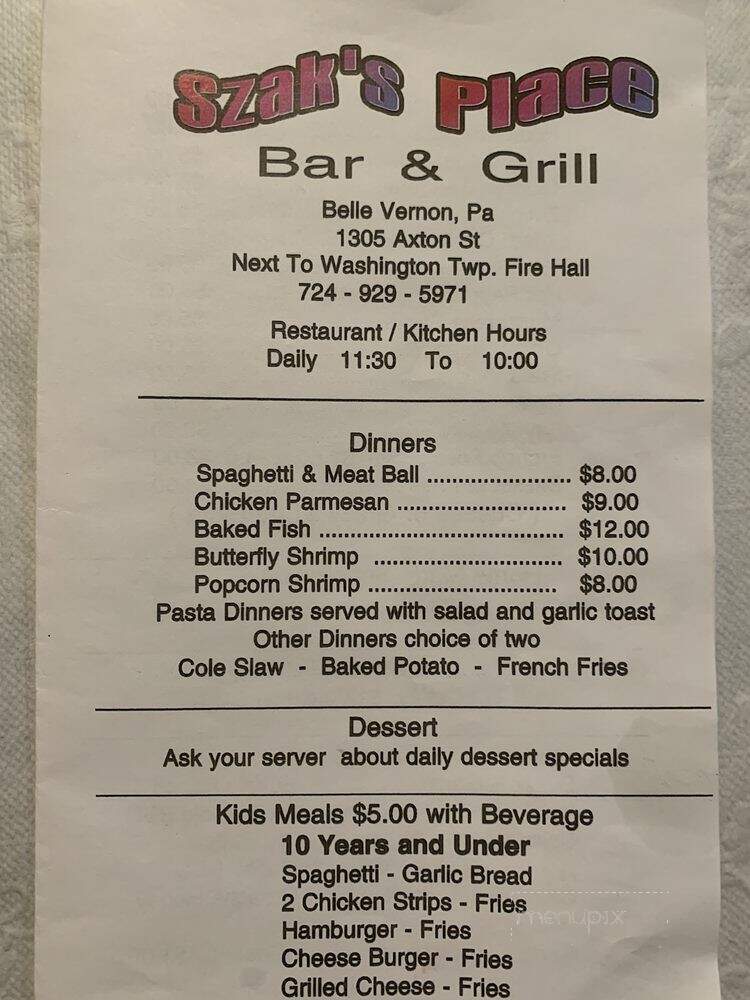 Szak's Place
Bar & Grill
Belle Vernon, Pa
1305 Axton St
Next To Washington Twp. Fire Hall
724 - 929 - 5971
Restaurant / Kitchen Hours
Daily 11:30 To 10:00
Dinners
Spaghetti & Meat Ball ........................ $8.00
Chicken Parmesan ............................ $9.00
Baked Fish ....................................... $12.00
Butterfly Shrimp .............................. $10.00
Popcorn Shrimp .............................. $8.00
Pasta Dinners served with salad and garlic toast
Other Dinners choice of two
Cole Slaw - Baked Potato - French Fries
Dessert
Ask your server about daily dessert specials
Kids Meals $5.00 with Beverage
10 Years and Under
Spaghetti - Garlic Bread
2 Chicken Strips - Fries
menupix
Hamburger - Fries
Cheese Burger - Fries
Grilled Cheese - Fries